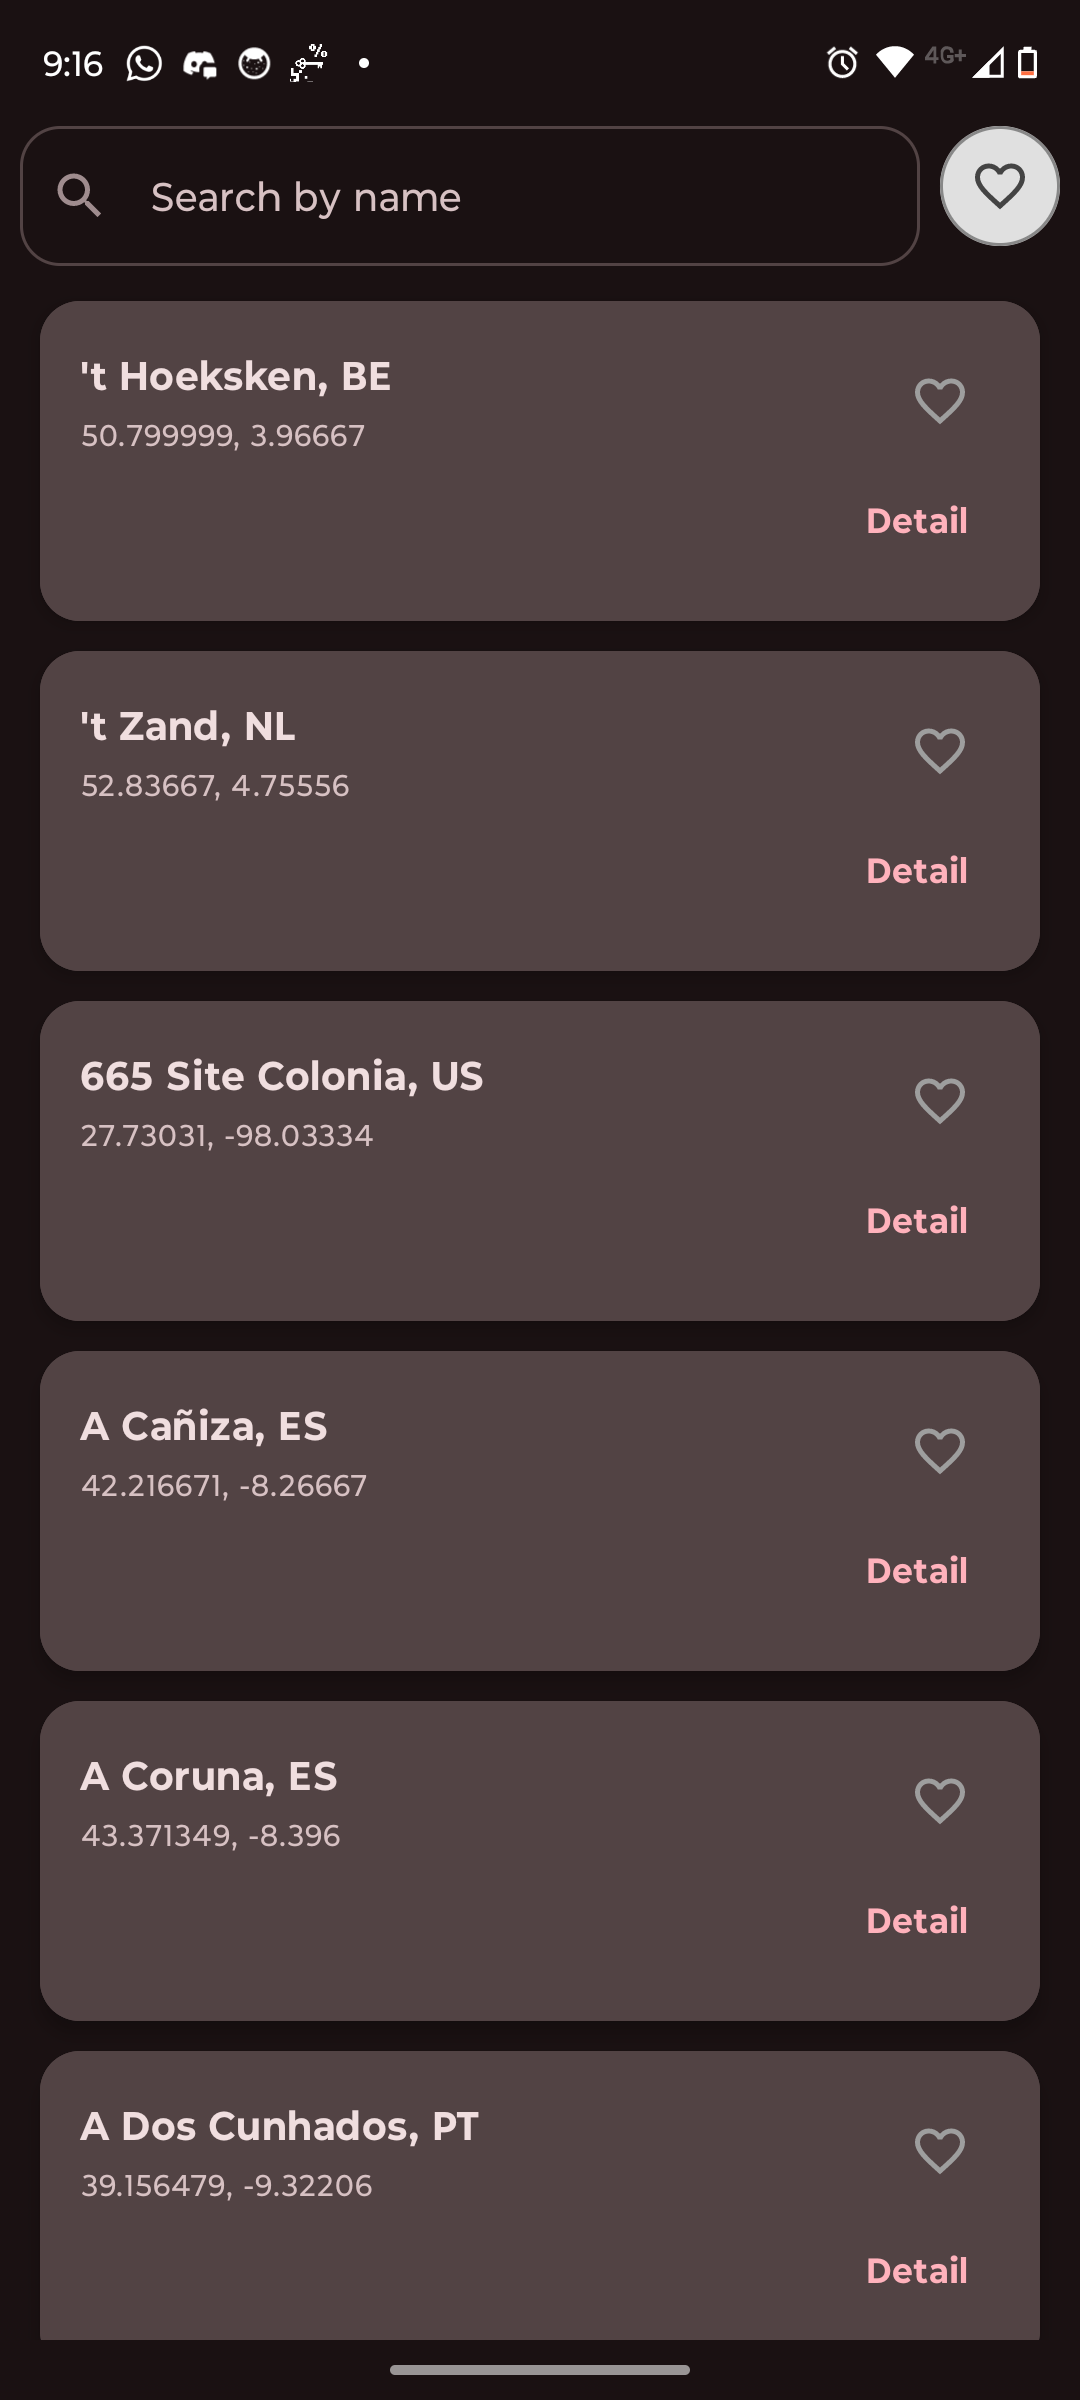 9:16
4G+
Search by name
't Hoeksken, BE
50.799999, 3.96667
Detail
't Zand, NL
52.83667, 4.75556
Detail
665 Site Colonia, US
27.73031, -98.03334
Detail
A Cañiza, ES
42.216671, -8.26667
Detail
A Coruna, ES
43.371349, -8.396
Detail
A Dos Cunhados, PT
39.156479, -9.32206
Detail